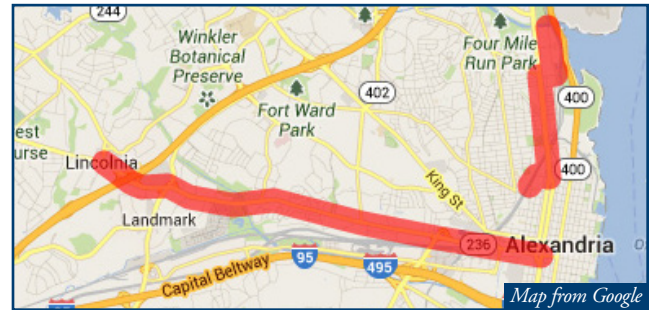 244
Winkler
Botanical
Preserve
Four Mile
Run Park
402
400
Fort Ward
Park
est
urse
Lincolnia
400
King St
Landmark
236
Alexandria
95
495
Capital Beltway
Map from Google